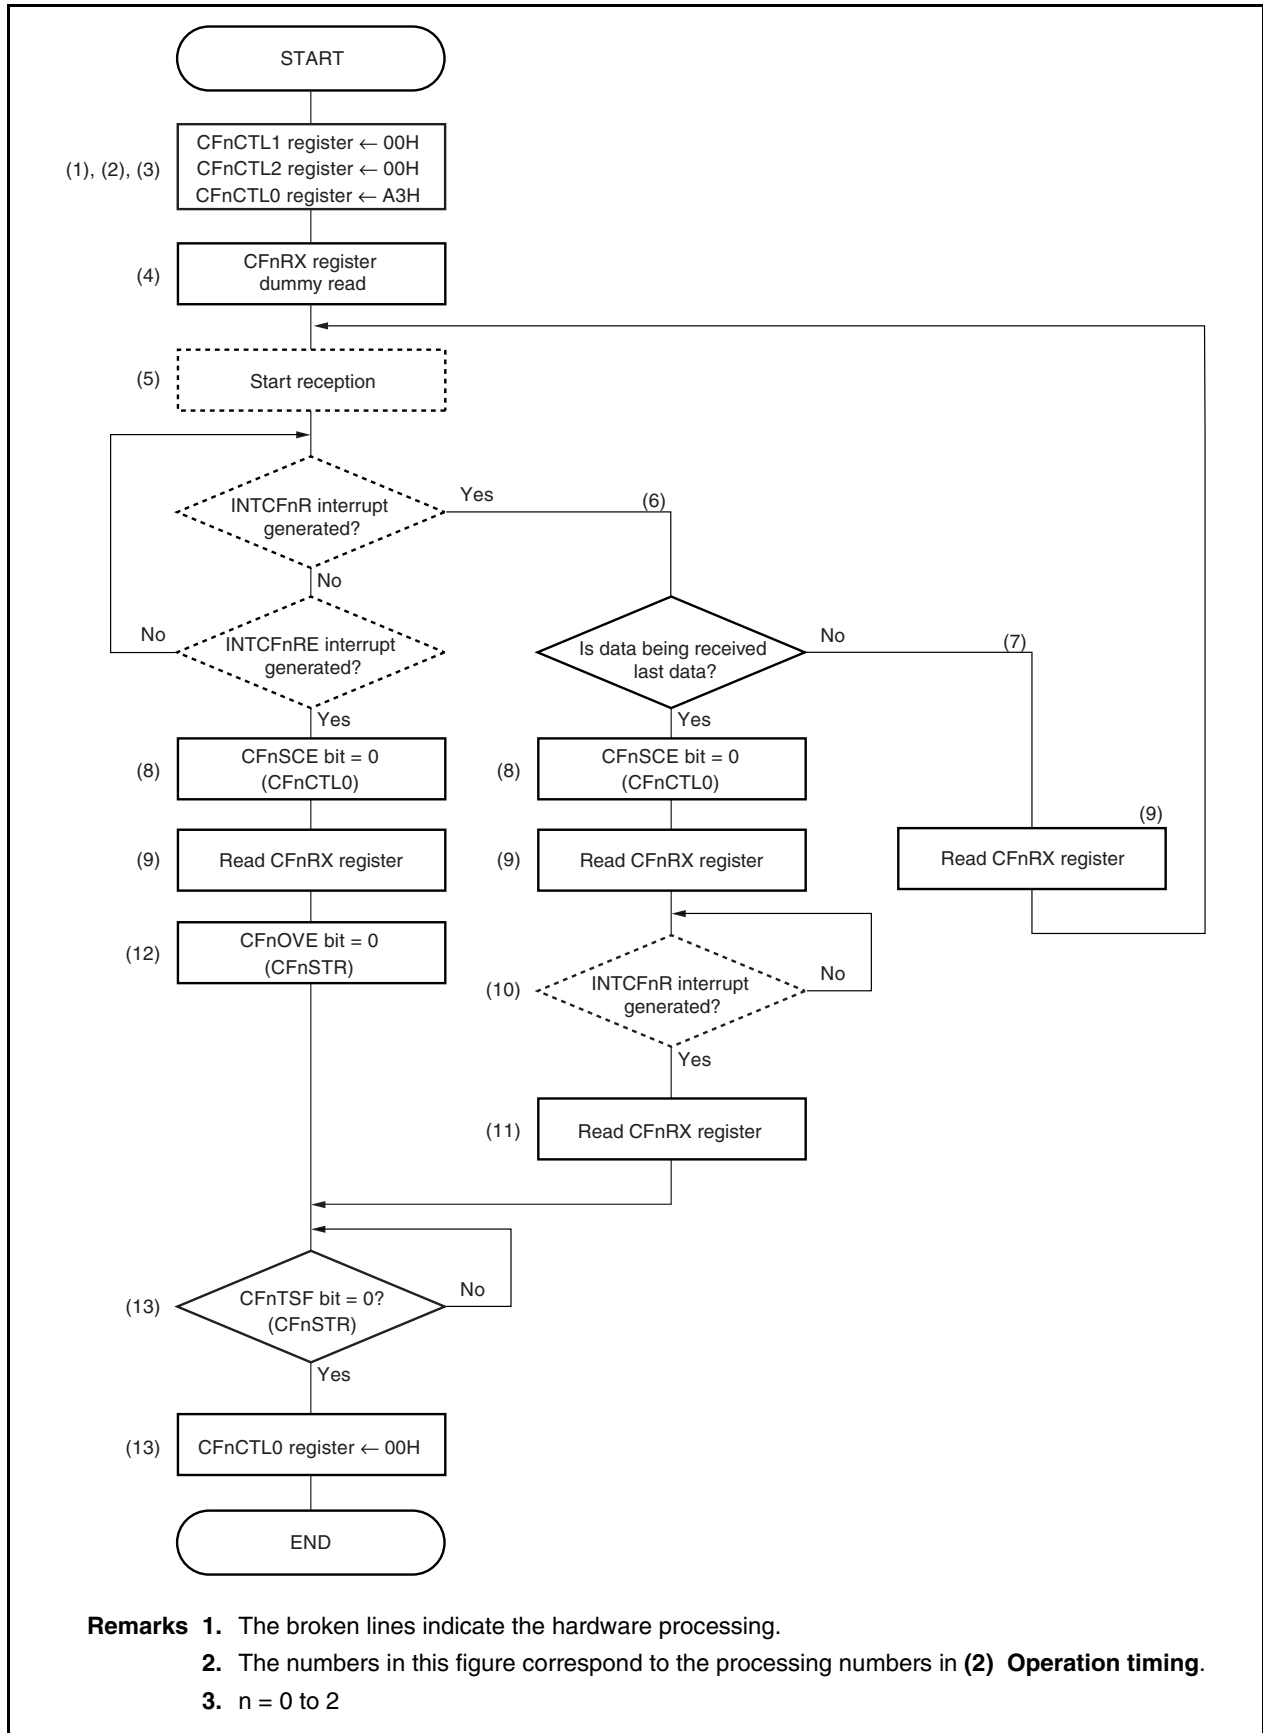 START
(1), (2), (3)
CFnCTL1 register ← 00H
CFnCTL2 register ← 00H
CFnCTL0 register ← A3H
(4)
CFnRX register
dummy read
(5)
Start reception
INTCFnR interrupt
generated?
Yes
(6)
No
INTCFnRE interrupt
generated?
No
Yes
Is data being received
last data?
No
(7)
Yes
(8)
CFnSCE bit = 0
(CFnCTL0)
(8)
CFnSCE bit = 0
(CFnCTL0)
(9)
Read CFnRX register
(9)
Read CFnRX register
(9)
Read CFnRX register
(12)
CFnOVE bit = 0
(CFnSTR)
(10)
INTCFnR interrupt
generated?
No
Yes
(11)
Read CFnRX register
(13)
CFnTSF bit = 0?
(CFnSTR)
No
Yes
(13)
CFnCTL0 register ← 00H
END
Remarks 1. The broken lines indicate the hardware processing.
2. The numbers in this figure correspond to the processing numbers in (2) Operation timing.
3. n = 0 to 2